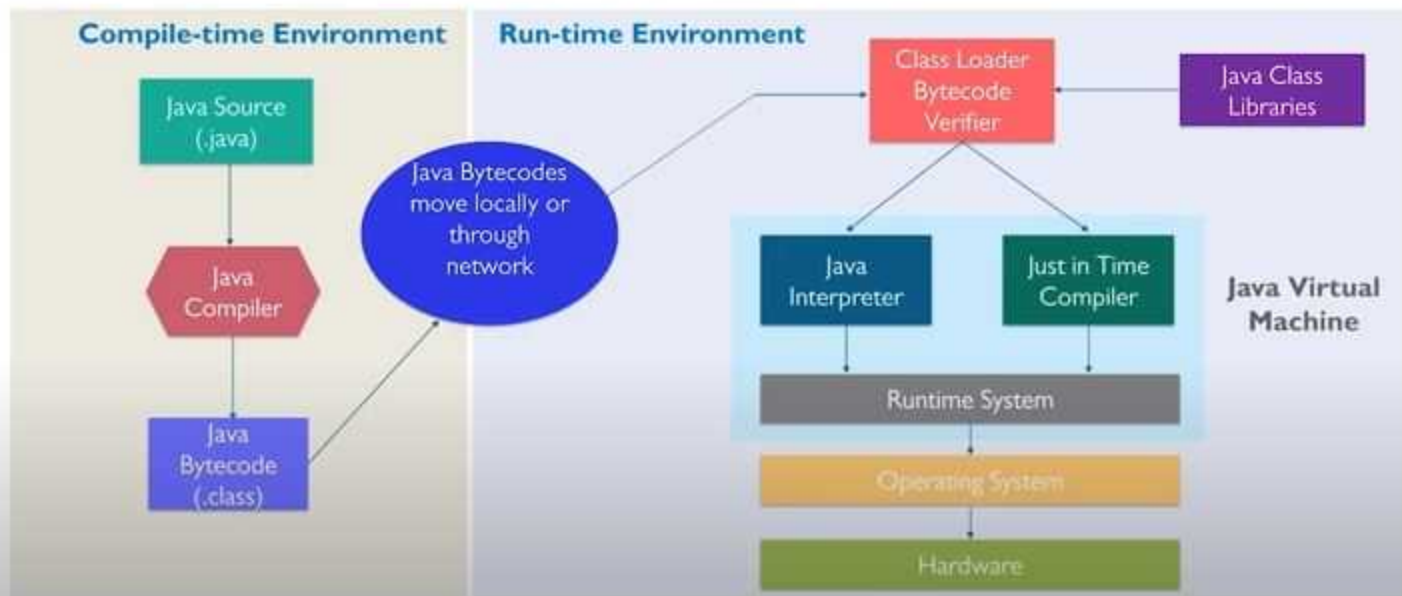 Compile-time Environment
Run-time Environment
Java Source
(.java)
Java
Compiler
Java
Bytecode
(.class)
Java Bytecodes
move locally or
through
network
Class Loader
Bytecode
Verifier
Java Class
Libraries
Java
Interpreter
Just in Time
Compiler
Java Virtual
Machine
Runtime System
Operating System
Hardware